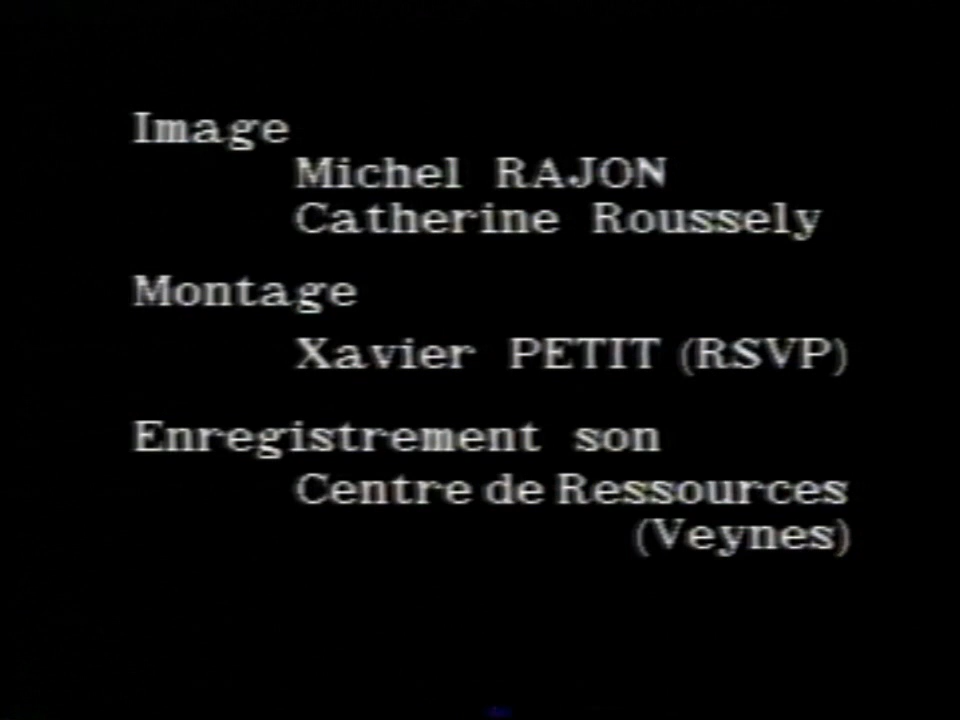 Image
Michel RAJON
Catherine Roussely
Montage
Xavier PETIT (RSVP)
Enregistrement son
Centre de Ressources
(Veynes)